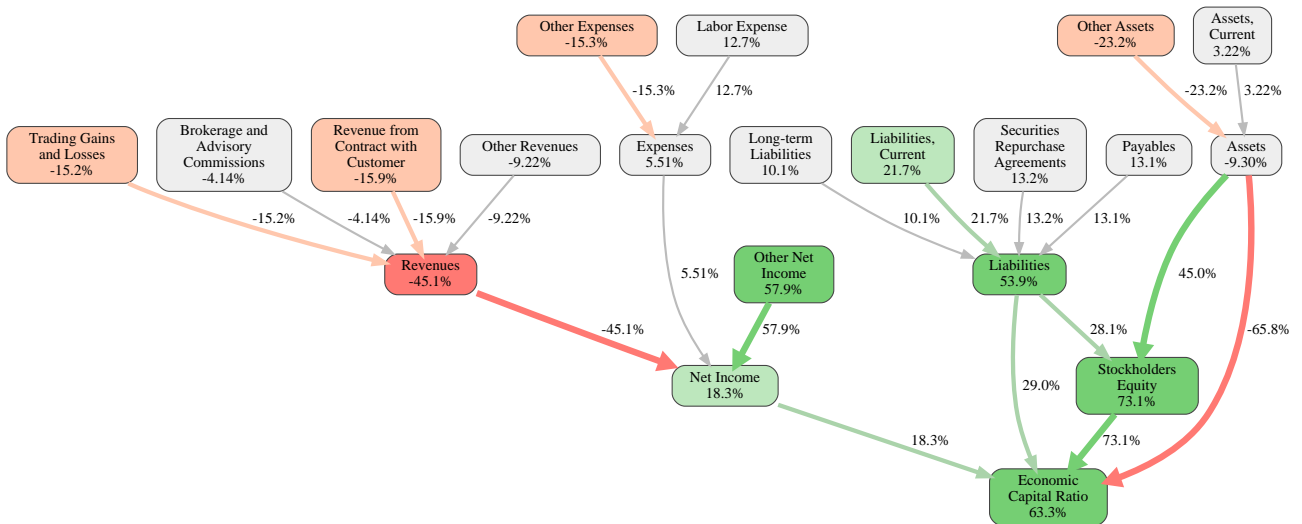 Other Expenses
-15.3%
Labor Expense
12.7%
Other Assets
-23.2%
Assets,
Current
3.22%
-15.3%
12.7%
-23.2%
3.22%
Trading Gains
and Losses
-15.2%
Brokerage and
Advisory
Commissions
-4.14%
Revenue from
Contract with
Customer
-15.9%
Other Revenues
-9.22%
Expenses
5.51%
Long-term
Liabilities
10.1%
Liabilities,
Current
21.7%
Securities
Repurchase
Agreements
13.2%
Payables
13.1%
Assets
-9.30%
-15.2%
-4.14%
-15.9%
-9.22%
10.1%
21.7%
13.2%
13.1%
Revenues
-45.1%
5.51%
Other Net
Income
57.9%
Liabilities
53.9%
45.0%
-45.1%
57.9%
28.1%
-65.8%
Net Income
18.3%
29.0%
Stockholders
Equity
73.1%
18.3%
73.1%
Economic
Capital Ratio
63.3%